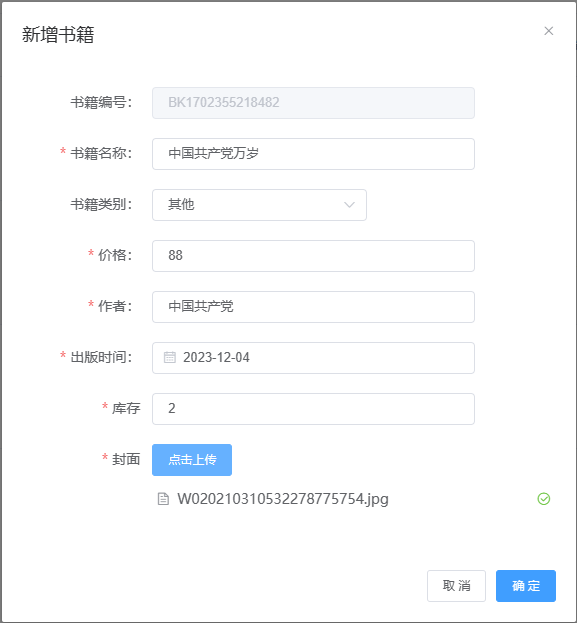 新增书籍
书籍编号： BK1702355218482
* 书籍名称： 中国共产党万岁
书籍类别： 其他
* 价格： 88
* 作者： 中国共产党
* 出版时间： 2023-12-04
* 库存 2
* 封面 点击上传
W020210310532278775754.jpg
取消 确定